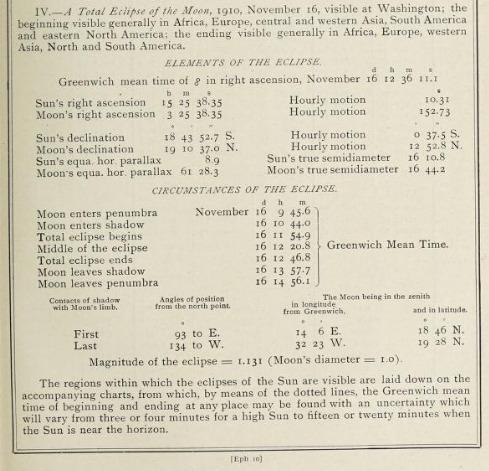 IV.—A Total Eclipse of the Moon, 1910, November 16, visible at Washington; the
beginning visible generally in Africa, Europe, central and western Asia, South America
and eastern North America; the ending visible generally in Africa, Europe, western
Asia, North and South America.
ELEMENTS OF THE ECLIPSE.
d h m s
Greenwich mean time of ☍ in right ascension, November 16 12 36 11.1
h m s s
Sun's right ascension 15 25 38.35 Hourly motion 10.31
Moon's right ascension 3 25 38.35 Hourly motion 152.73
° ′ ″ ′ ″
Sun's declination 18 43 52.7 S. Hourly motion 0 37.5 S.
Moon's declination 19 10 37.0 N. Hourly motion 12 52.8 N.
Sun's equa. hor. parallax 8.9 Sun's true semidiameter 16 10.8
Moon's equa. hor. parallax 61 28.3 Moon's true semidiameter 16 44.2
CIRCUMSTANCES OF THE ECLIPSE.
d h m
Moon enters penumbra November 16 9 45.6
Moon enters shadow 16 10 44.0
Total eclipse begins 16 11 54.9
Middle of the eclipse 16 12 20.8 Greenwich Mean Time.
Total eclipse ends 16 12 46.8
Moon leaves shadow 16 13 57.7
Moon leaves penumbra 16 14 56.1
Contacts of shadow with Moon's limb. Angles of position from the north point. The Moon being in the zenith in longitude from Greenwich, and in latitude.
° ° ′ ° ′
First 93 to E. 14 6 E. 18 46 N.
Last 134 to W. 32 23 W. 19 28 N.
Magnitude of the eclipse = 1.131 (Moon's diameter = 1.0).
The regions within which the eclipses of the Sun are visible are laid down on the
accompanying charts, from which, by means of the dotted lines, the Greenwich mean
time of beginning and ending at any place may be found with an uncertainty which
will vary from three or four minutes for a high Sun to fifteen or twenty minutes when
the Sun is near the horizon.
[Eph 10]